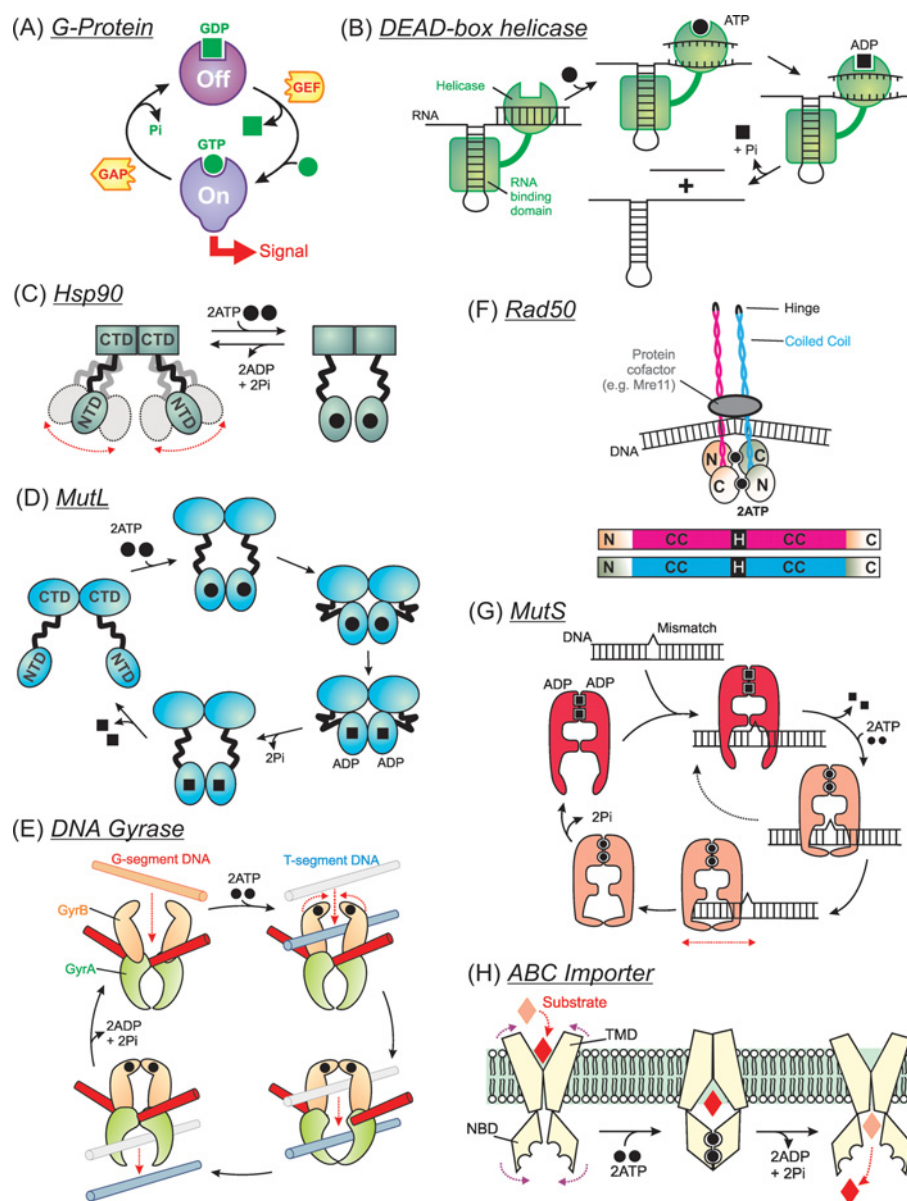 (A) G-Protein
GDP
Off
GEF
Pi
GTP
GAP
On
Signal
(B) DEAD-box helicase
ATP
ADP
Helicase
RNA
+ Pi
RNA
binding
domain
+
(C) Hsp90
CTD CTD
NTD NTD
2ATP
2ADP
+ 2Pi
(D) MutL
2ATP
CTD CTD
NTD NTD
ADP ADP
2Pi
(E) DNA Gyrase
G-segment DNA
T-segment DNA
2ATP
GyrB
GyrA
2ADP
+ 2Pi
(F) Rad50
Hinge
Coiled Coil
Protein
cofactor
(e.g. Mre11)
DNA
N C
C N
2ATP
N CC H CC C
N CC H CC C
(G) MutS
DNA
Mismatch
ADP ADP
2ATP
2Pi
(H) ABC Importer
Substrate
TMD
NBD
2ATP
2ADP
+ 2Pi